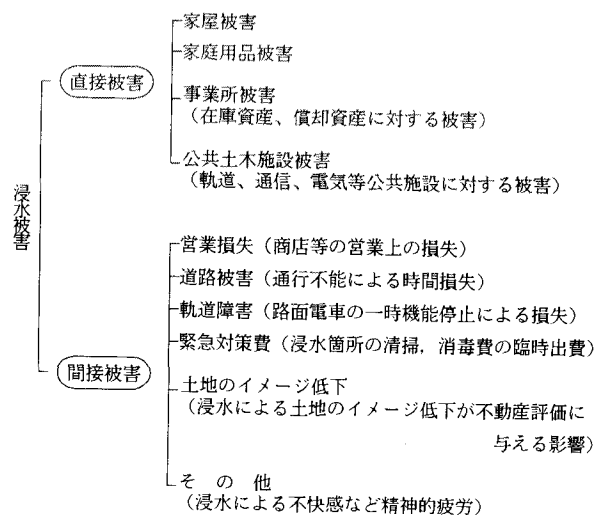 浸水被害
直接被害
家屋被害
家庭用品被害
事業所被害
（在庫資産、償却資産に対する被害）
公共土木施設被害
（軌道、通信、電気等公共施設に対する被害）
間接被害
営業損失（商店等の営業上の損失）
道路被害（通行不能による時間損失）
軌道障害（路面電車の一時機能停止による損失）
緊急対策費（浸水箇所の清掃，消毒費の臨時出費）
土地のイメージ低下
（浸水による土地のイメージ低下が不動産評価に
与える影響）
そ の 他
（浸水による不快感など精神的疲労）